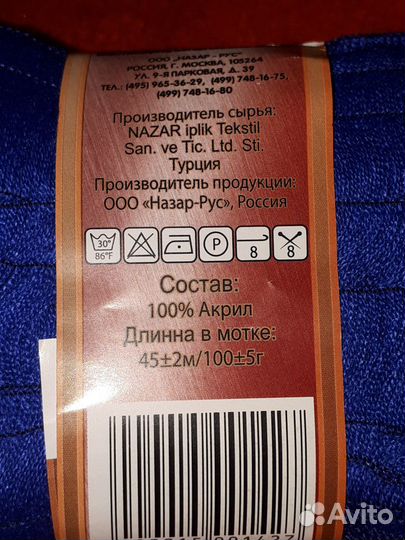 ООО "НАЗАР - РУС"
РОССИЯ, Г. МОСКВА, 105264
УЛ. 9-Я ПАРКОВАЯ, Д. 39
ТЕЛ.: (495) 965-36-29, (499) 748-16-75,
(499) 748-16-80
Производитель сырья:
NAZAR iplik Tekstil
San. ve Tic. Ltd. Sti.
Турция
Производитель продукции:
ООО «Назар-Рус», Россия
30°
86°F
P
8
8
Состав:
100% Акрил
Длинна в мотке:
45±2м/100±5г
Avito